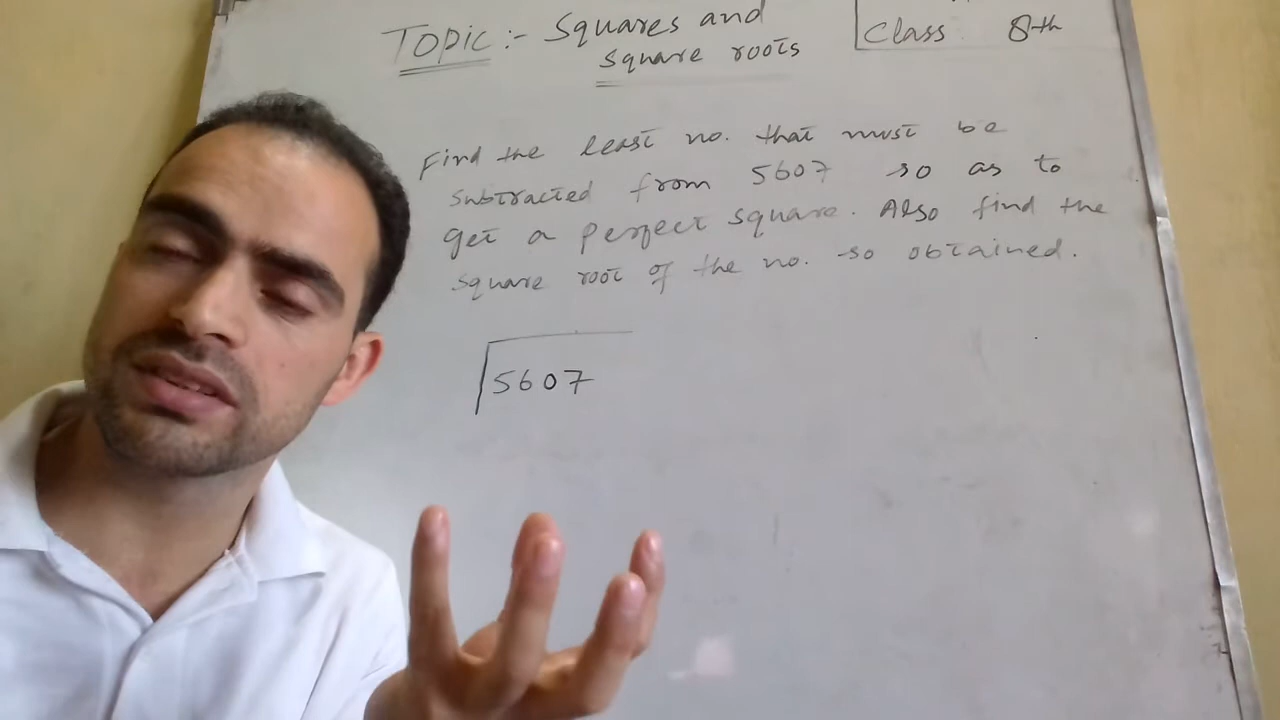 TOPIC:- Squares and
square roots
Class 8th
Find the least no. that must be
subtracted from 5607 so as to
get a perfect square. Also find the
square root of the no. so obtained.
5607